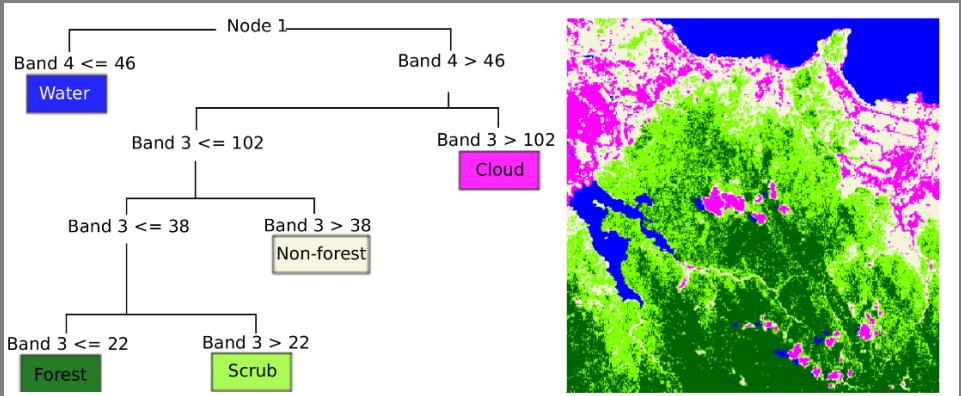 Node 1
Band 4 <= 46
Band 4 > 46
Water
Band 3 <= 102
Band 3 > 102
Cloud
Band 3 <= 38
Band 3 > 38
Non-forest
Band 3 <= 22
Band 3 > 22
Forest
Scrub